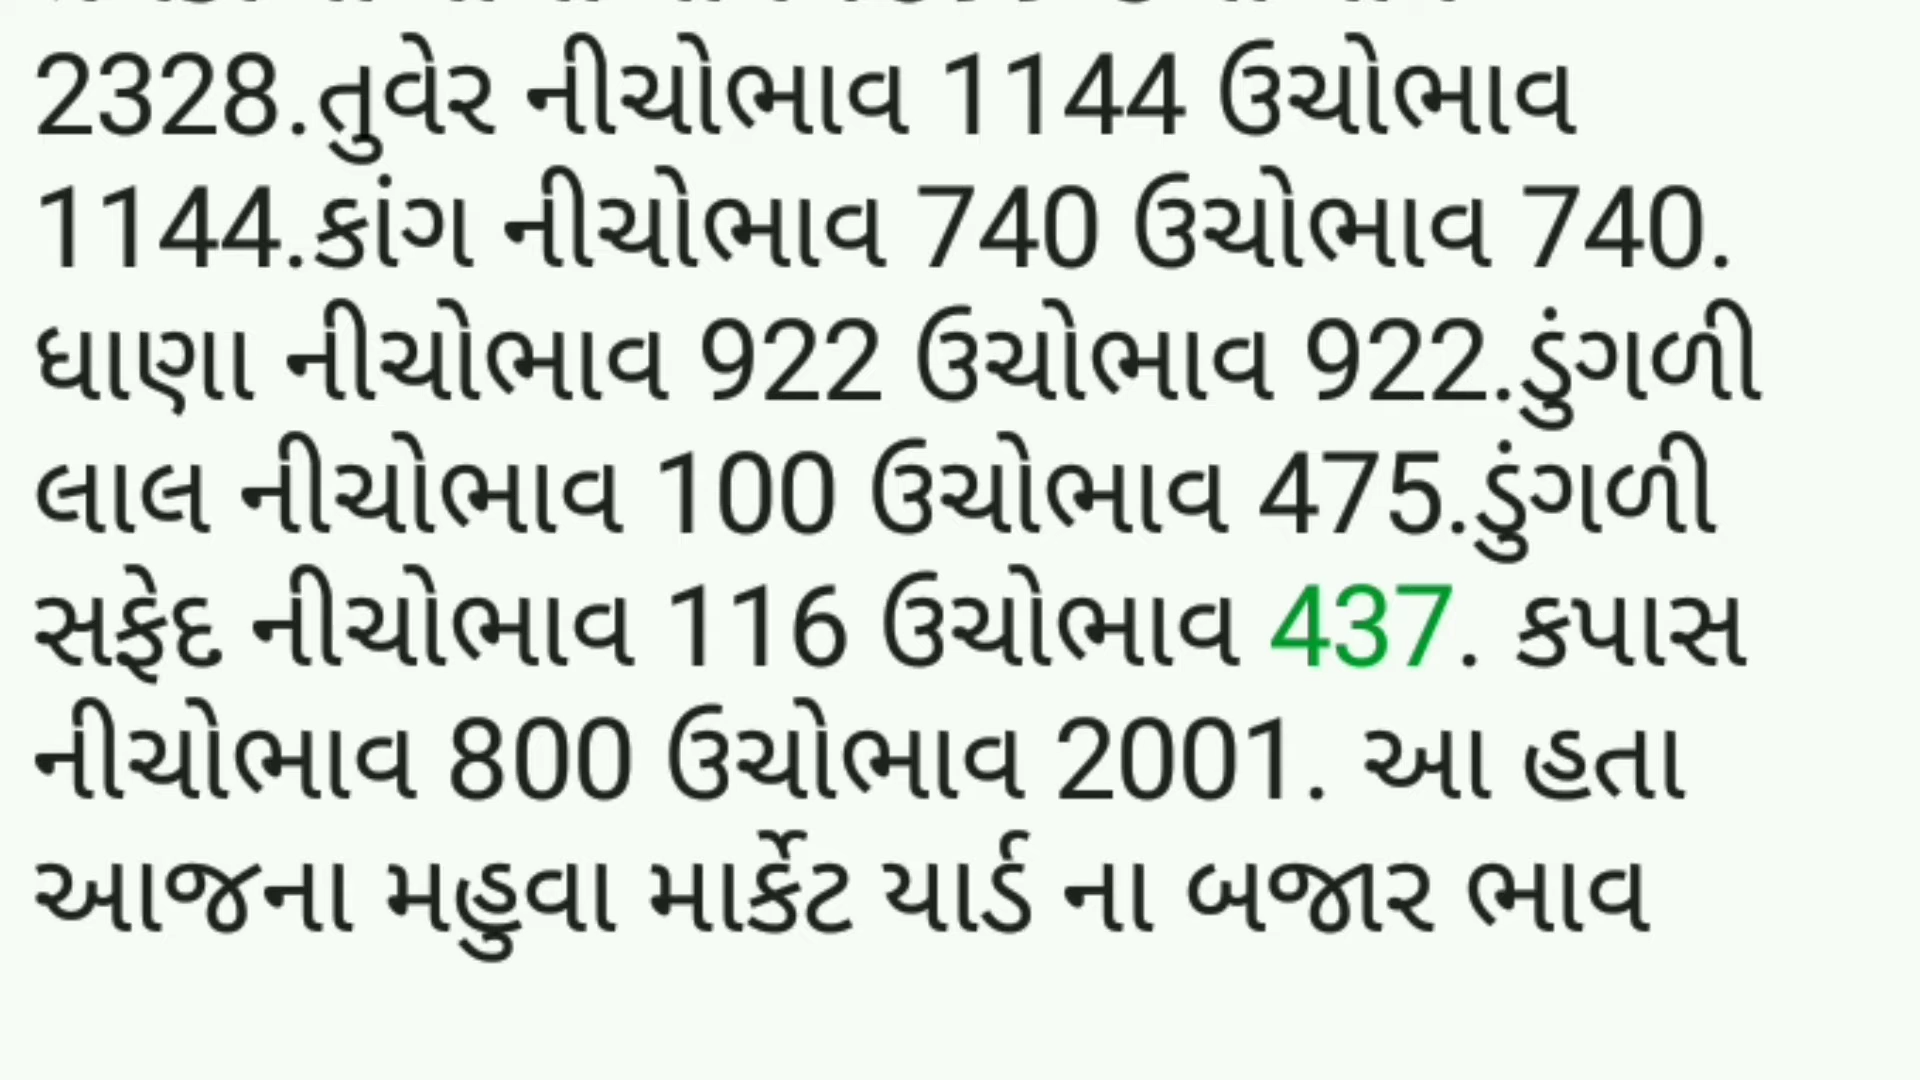 2328.તુવેર નીચોભાવ 1144 ઉચોભાવ
1144.કાંગ નીચોભાવ 740 ઉચોભાવ 740.
ધાણા નીચોભાવ 922 ઉચોભાવ 922.ડુંગળી
લાલ નીચોભાવ 100 ઉચોભાવ 475.ડુંગળી
સફેદ નીચોભાવ 116 ઉચોભાવ 437. કપાસ
નીચોભાવ 800 ઉચોભાવ 2001. આ હતા
આજના મહુવા માર્કેટ યાર્ડ ના બજાર ભાવ